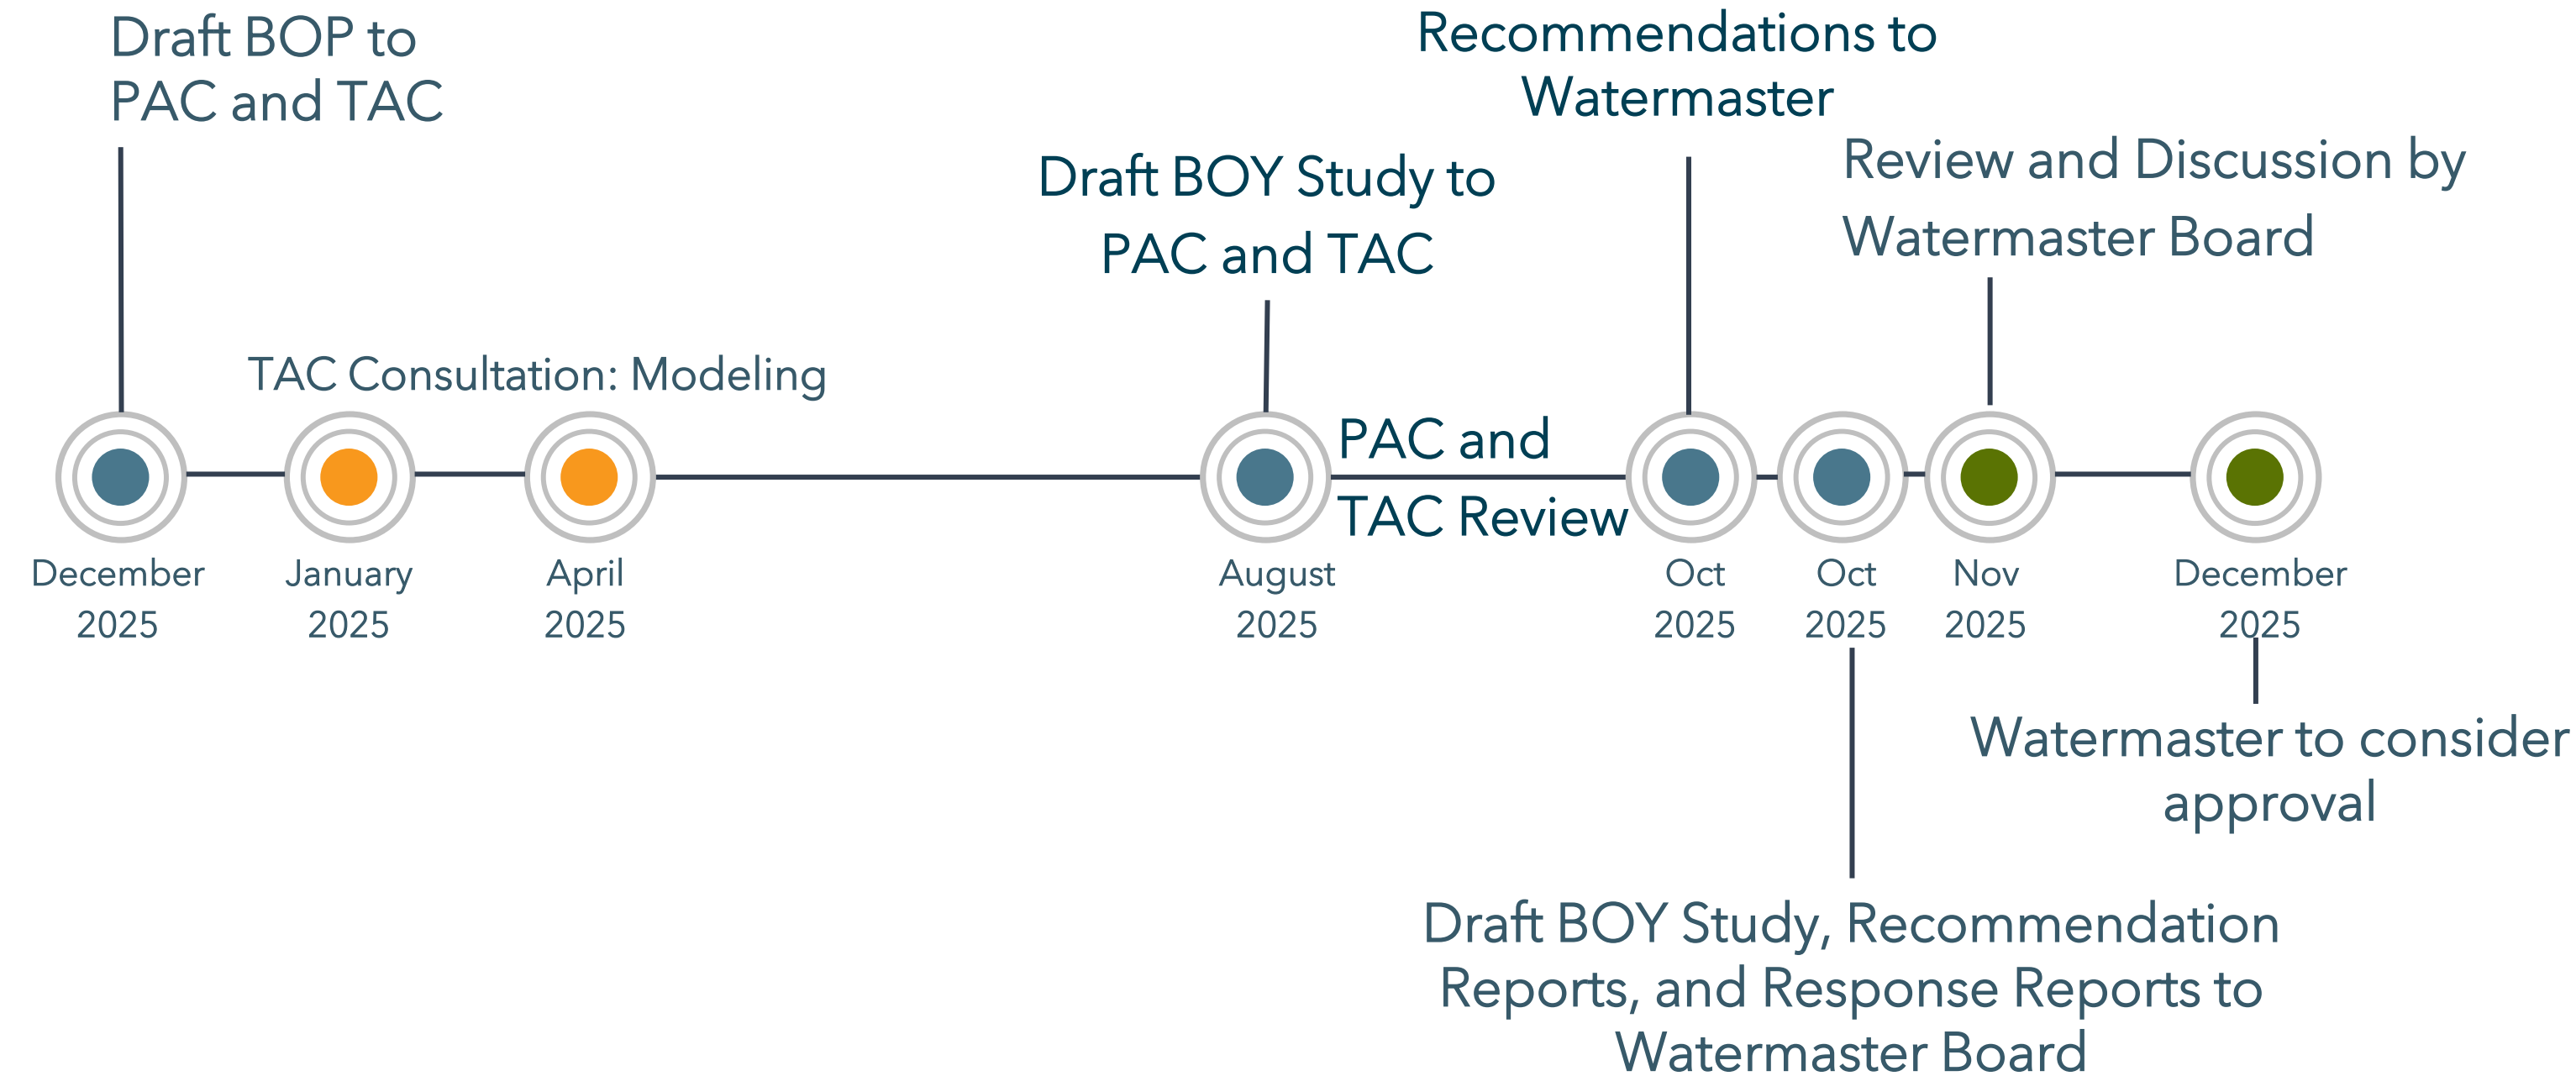 Draft BOP to
PAC and TAC
Recommendations to
Watermaster
Draft BOY Study to
PAC and TAC
Review and Discussion by
Watermaster Board
TAC Consultation: Modeling
PAC and
TAC Review
December
2025
January
2025
April
2025
August
2025
Oct
2025
Oct
2025
Nov
2025
December
2025
Watermaster to consider
approval
Draft BOY Study, Recommendation
Reports, and Response Reports to
Watermaster Board